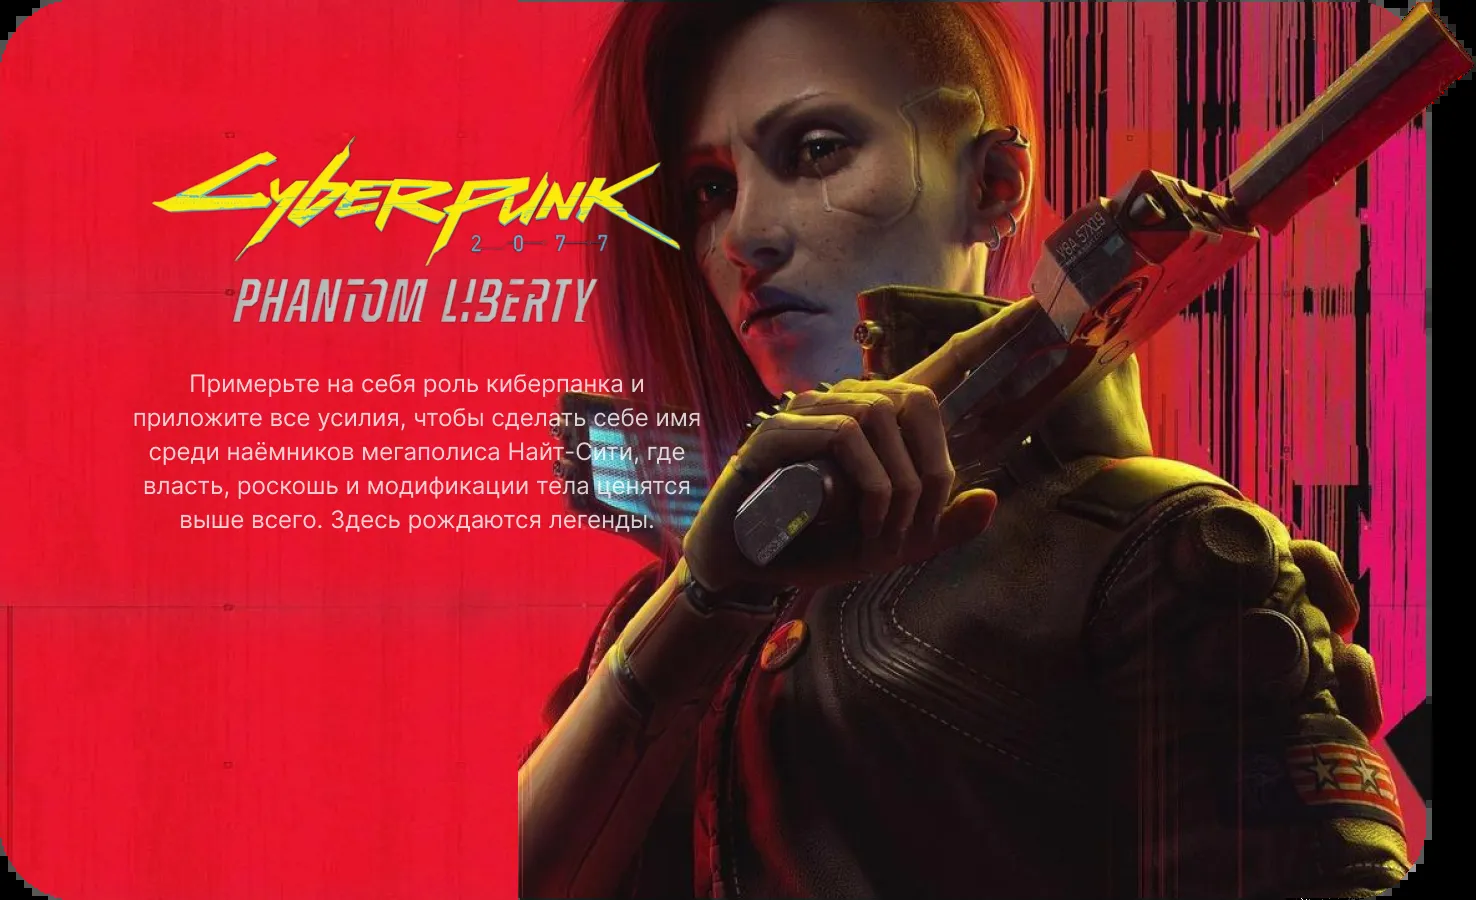 Cyberpunk
2077
PHANTOM LIBERTY
Примерьте на себя роль киберпанка и
приложите все усилия, чтобы сделать себе имя
среди наёмников мегаполиса Найт-Сити, где
власть, роскошь и модификации тела ценятся
выше всего. Здесь рождаются легенды.